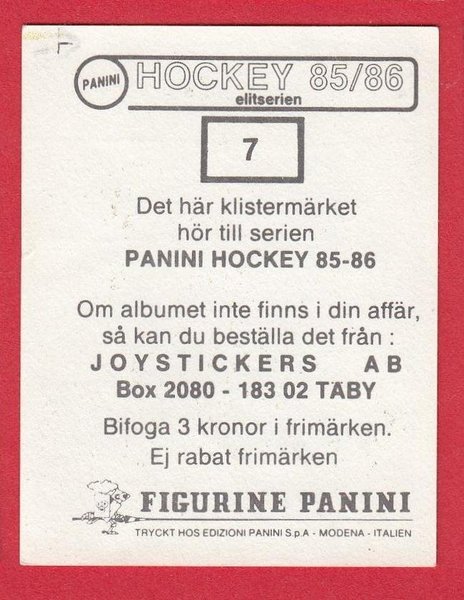 PANINI HOCKEY 85/86
elitserien
7
Det här klistermärket
hör till serien
PANINI HOCKEY 85-86
Om albumet inte finns i din affär,
så kan du beställa det från :
JOYSTICKERS AB
Box 2080 - 183 02 TÄBY
Bifoga 3 kronor i frimärken.
Ej rabat frimärken
FIGURINE PANINI
TRYCKT HOS EDIZIONI PANINI S.p.A - MODENA - ITALIEN